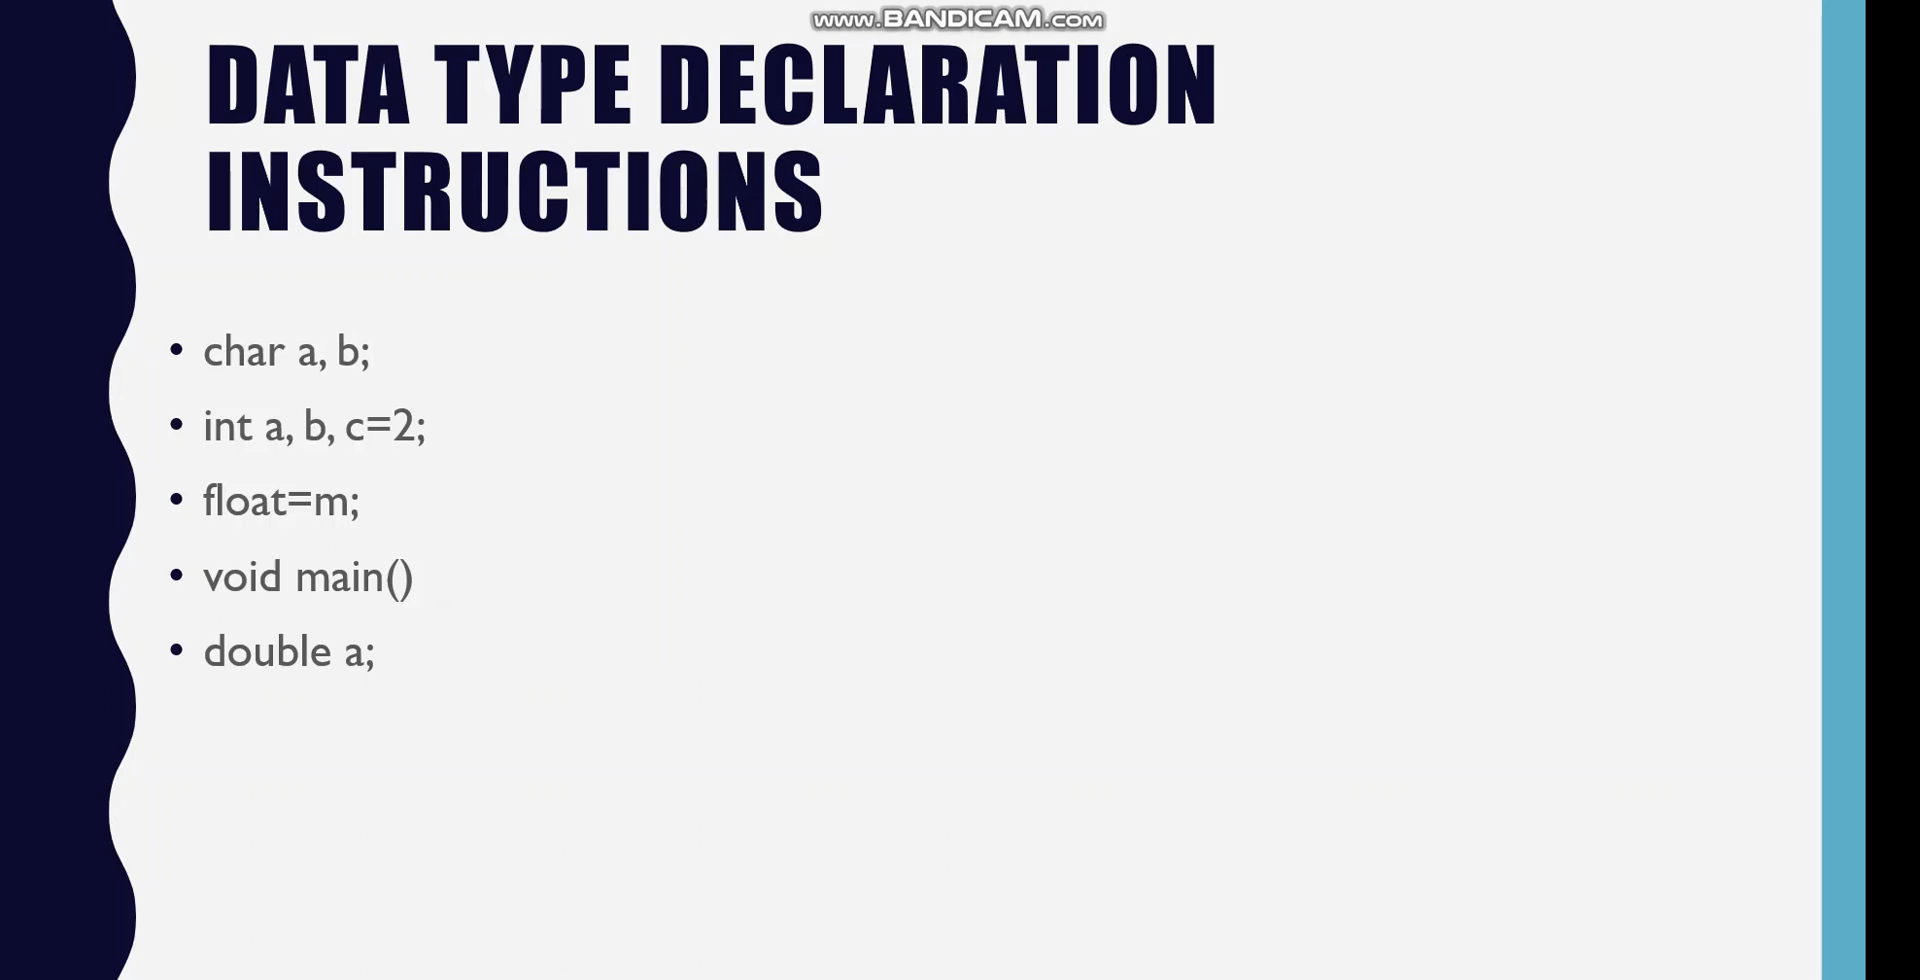 www.BANDICAM.com
DATA TYPE DECLARATION
INSTRUCTIONS
• char a, b;
• int a, b, c=2;
• float=m;
• void main()
• double a;